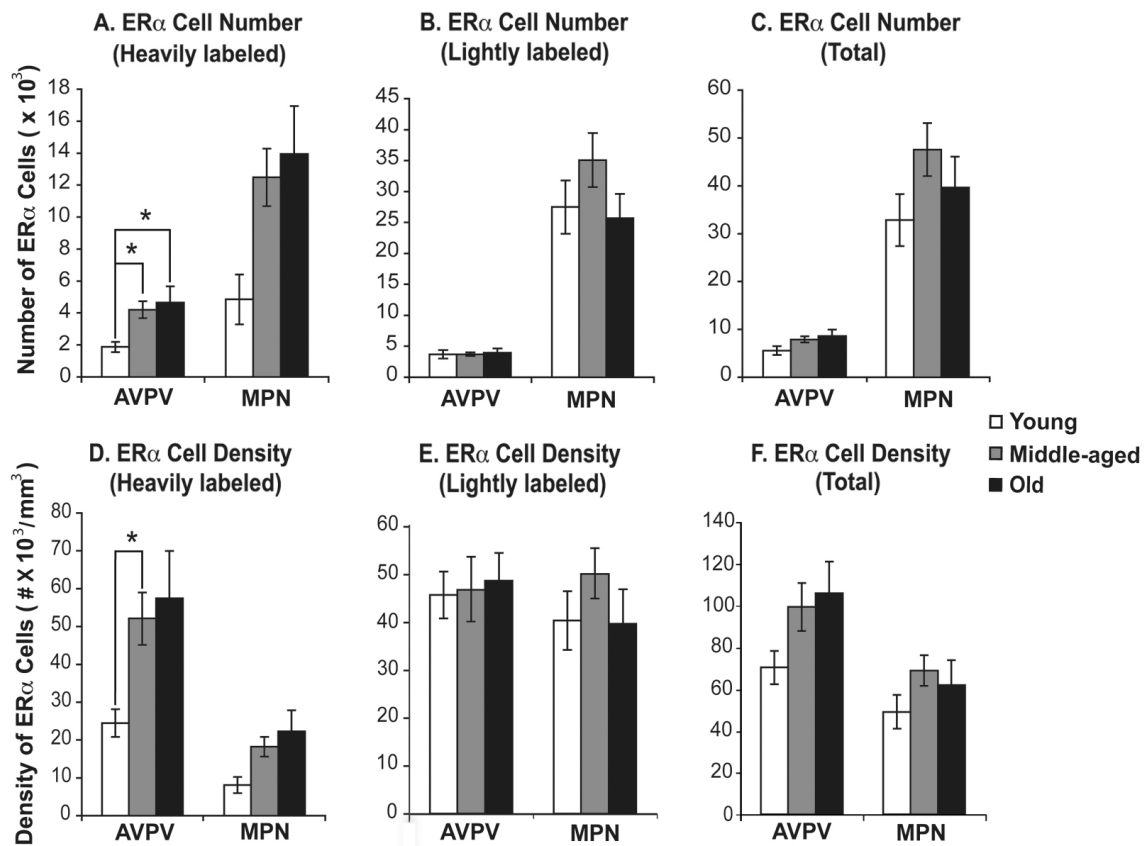 A. ERα Cell Number
(Heavily labeled)
B. ERα Cell Number
(Lightly labeled)
C. ERα Cell Number
(Total)
Number of ERα Cells ( x 10³)
18
16
14
12
10
8
6
4
2
0
*
*
AVPV
MPN
45
40
35
30
25
20
15
10
5
0
AVPV
MPN
60
50
40
30
20
10
0
AVPV
MPN
Young
Middle-aged
Old
D. ERα Cell Density
(Heavily labeled)
E. ERα Cell Density
(Lightly labeled)
F. ERα Cell Density
(Total)
Density of ERα Cells ( # X 10³/mm³)
80
70
60
50
40
30
20
10
0
*
AVPV
MPN
60
50
40
30
20
10
0
AVPV
MPN
140
120
100
80
60
40
20
0
AVPV
MPN